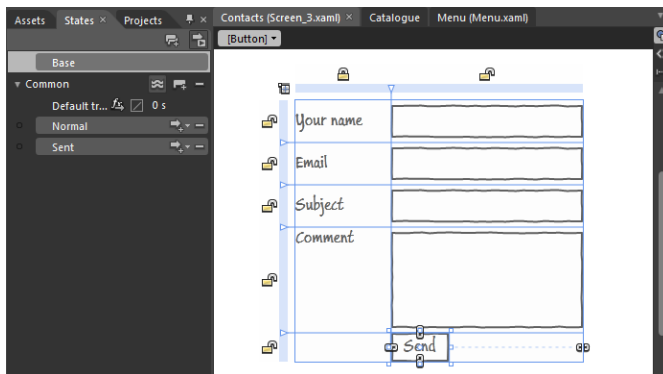 Assets States × Projects
Contacts (Screen_3.xaml) × Catalogue Menu (Menu.xaml)
[Button]
Base
Common
Default tr... 0 s
Normal
Sent
Your name
Email
Subject
Comment
Send